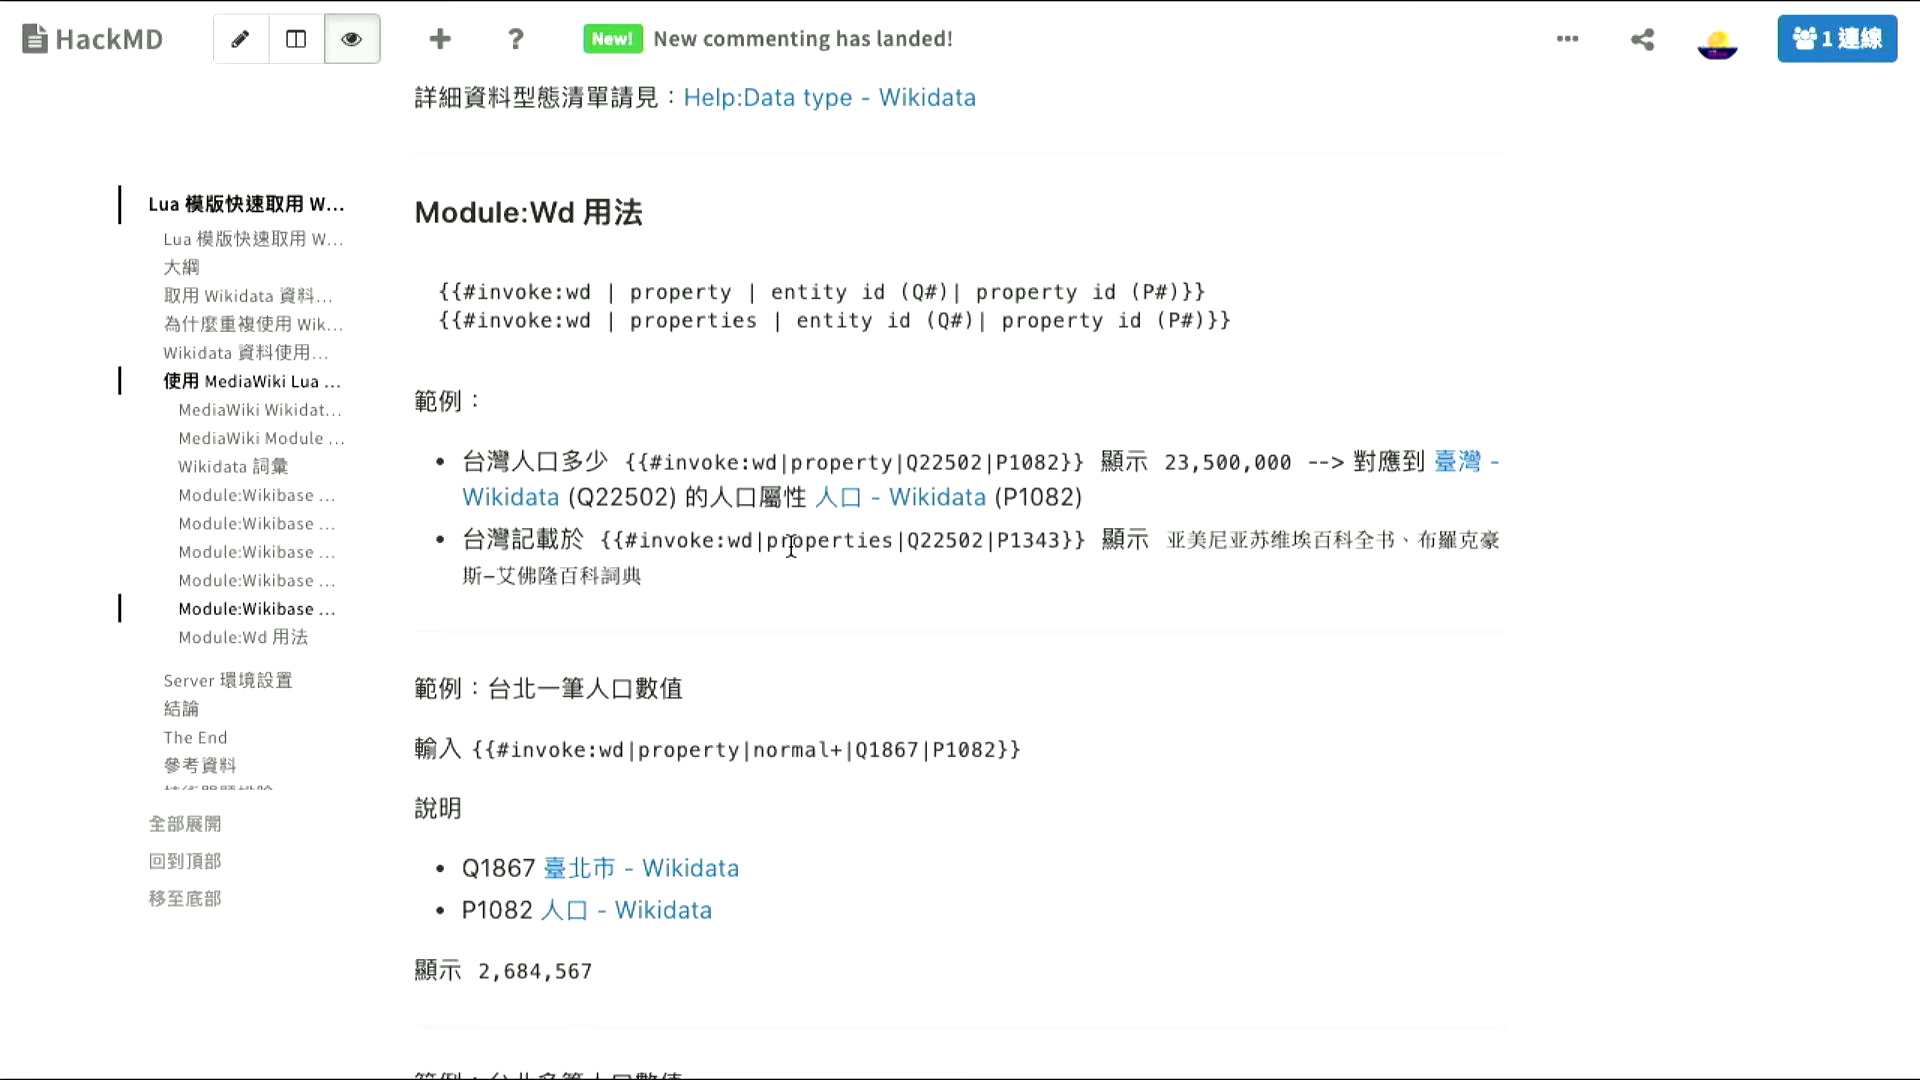 HackMD
New! New commenting has landed!
1 連線
詳細資料型態清單請見：Help:Data type - Wikidata
Lua 模版快速取用 W...
Lua 模版快速取用 W...
大綱
取用 Wikidata 資料...
為什麼重複使用 Wik...
Wikidata 資料使用...
使用 MediaWiki Lua ...
MediaWiki Wikidat...
MediaWiki Module ...
Wikidata 詞彙
Module:Wikibase ...
Module:Wikibase ...
Module:Wikibase ...
Module:Wikibase ...
Module:Wikibase ...
Module:Wd 用法
Server 環境設置
結論
The End
參考資料
全部展開
回到頂部
移至底部
Module:Wd 用法
{{#invoke:wd | property | entity id (Q#)| property id (P#)}}
{{#invoke:wd | properties | entity id (Q#)| property id (P#)}}
範例：
• 台灣人口多少 {{#invoke:wd|property|Q22502|P1082}} 顯示 23,500,000 --> 對應到 臺灣 -
Wikidata (Q22502) 的人口屬性 人口 - Wikidata (P1082)
• 台灣記載於 {{#invoke:wd|properties|Q22502|P1343}} 顯示 亚美尼亚苏维埃百科全书、布羅克豪
斯–艾佛隆百科詞典
範例：台北一筆人口數值
輸入 {{#invoke:wd|property|normal+|Q1867|P1082}}
說明
• Q1867 臺北市 - Wikidata
• P1082 人口 - Wikidata
顯示 2,684,567
範例：台北多筆人口數值